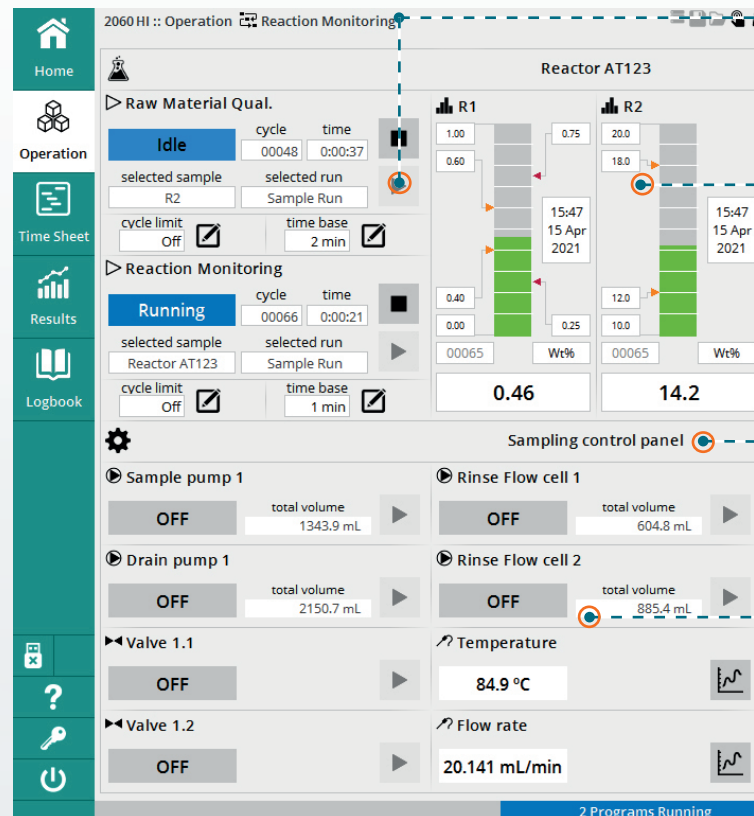 2060 HI :: Operation Reaction Monitoring
Home
Operation
Time Sheet
Results
Logbook
Reactor AT123
Raw Material Qual.
Idle
cycle time
00048 0:00:37
selected sample selected run
R2 Sample Run
cycle limit time base
Off 2 min
Reaction Monitoring
Running
cycle time
00066 0:00:21
selected sample selected run
Reactor AT123 Sample Run
cycle limit time base
Off 1 min
R1
1.00 0.75
0.60
15:47
15 Apr
2021
0.40
0.00 0.25
00065 Wt%
0.46
R2
20.0
18.0
15:47
15 Apr
2021
12.0
10.0
00065 Wt%
14.2
Sampling control panel
Sample pump 1
OFF
total volume
1343.9 mL
Rinse Flow cell 1
OFF
total volume
604.8 mL
Drain pump 1
OFF
total volume
2150.7 mL
Rinse Flow cell 2
OFF
total volume
885.4 mL
Valve 1.1
OFF
Temperature
84.9 ºC
Valve 1.2
OFF
Flow rate
20.141 mL/min
?
2 Programs Running